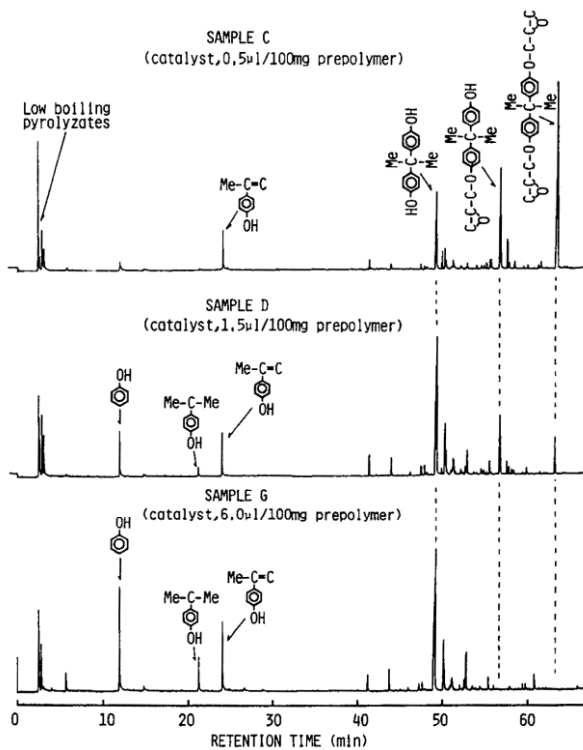 SAMPLE C
(catalyst,0,5μl/100mg prepolymer)
Low boiling
pyrolyzates
Me-C=C
OH
OH
Me-C-Me
OH
OH
Me-C-Me
O-C-C-C
O
C-C-C-O
O
Me-C-Me
O-C-C-C
O
SAMPLE D
(catalyst,1,5μl/100mg prepolymer)
OH
Me-C-Me
OH
Me-C=C
OH
SAMPLE G
(catalyst,6.0μl/100mg prepolymer)
OH
Me-C-Me
OH
Me-C=C
OH
0 10 20 30 40 50 60
RETENTION TIME (min)